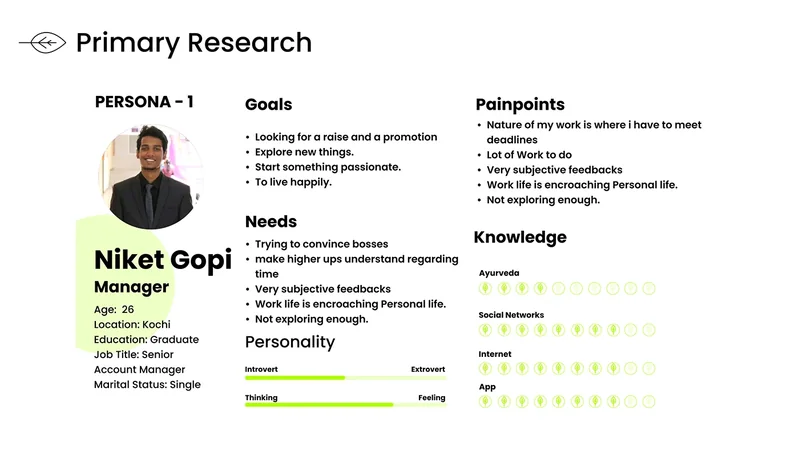 Primary Research
PERSONA - 1
Niket Gopi
Manager
Age: 26
Location: Kochi
Education: Graduate
Job Title: Senior
Account Manager
Marital Status: Single
Goals
• Looking for a raise and a promotion
• Explore new things.
• Start something passionate.
• To live happily.
Needs
• Trying to convince bosses
• make higher ups understand regarding
time
• Very subjective feedbacks
• Work life is encroaching Personal life.
• Not exploring enough.
Personality
Introvert Extrovert
Thinking Feeling
Painpoints
• Nature of my work is where i have to meet
deadlines
• Lot of Work to do
• Very subjective feedbacks
• Work life is encroaching Personal life.
• Not exploring enough.
Knowledge
Ayurveda
Social Networks
Internet
App